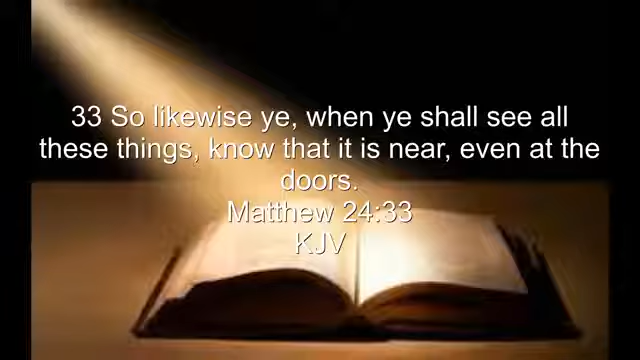 33 So likewise ye, when ye shall see all
these things, know that it is near, even at the
doors.
Matthew 24:33
KJV